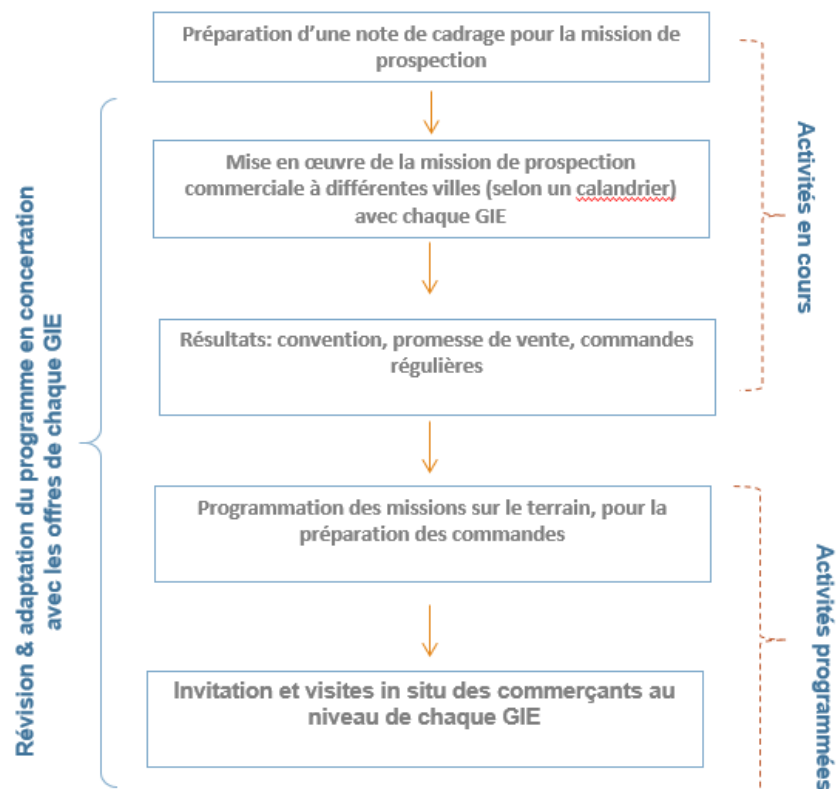 Préparation d'une note de cadrage pour la mission de
prospection
Mise en œuvre de la mission de prospection
commerciale à différentes villes (selon un calandrier)
avec chaque GIE
Résultats: convention, promesse de vente, commandes
régulières
Programmation des missions sur le terrain, pour la
préparation des commandes
Invitation et visites in situ des commerçants au
niveau de chaque GIE
Révision & adaptation du programme en concertation
avec les offres de chaque GIE
Activités en cours
Activités programmées